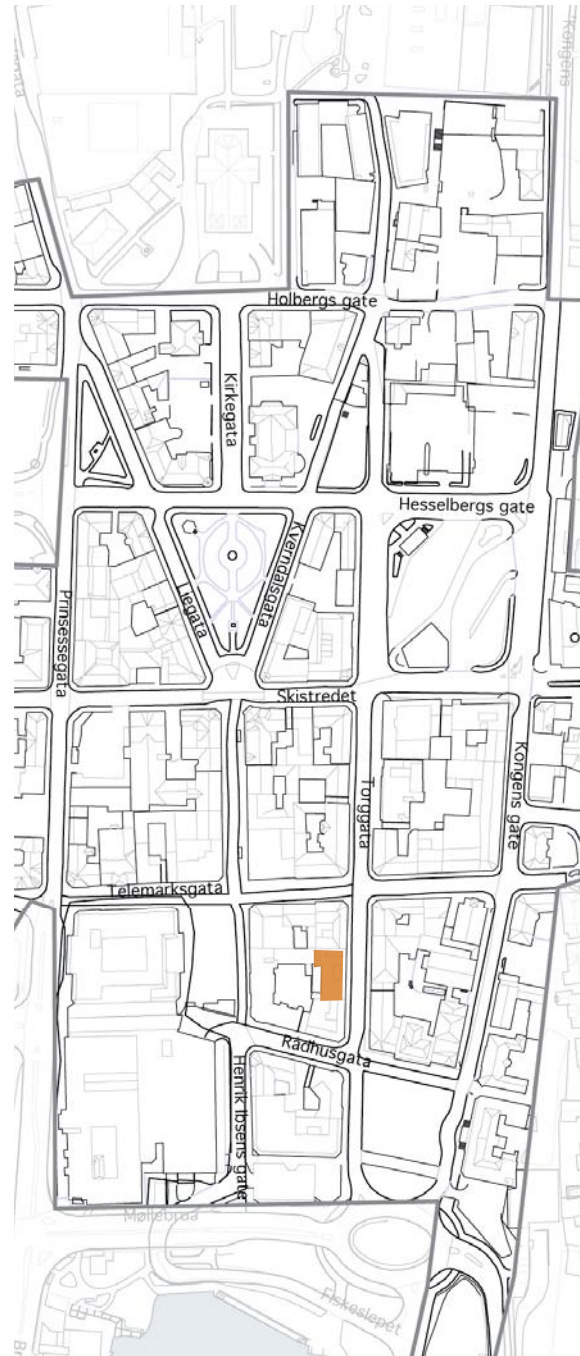 Kongens
Holbergs gate
Kirkegata
Hesselbergs gate
Kverndalsgata
Liegata
Prinsessegata
Skistredet
Torggata
Kongens gate
Telemarksgata
Rådhusgata
Henrik Ibsens gate
Møllebrua
Fiskeslepet